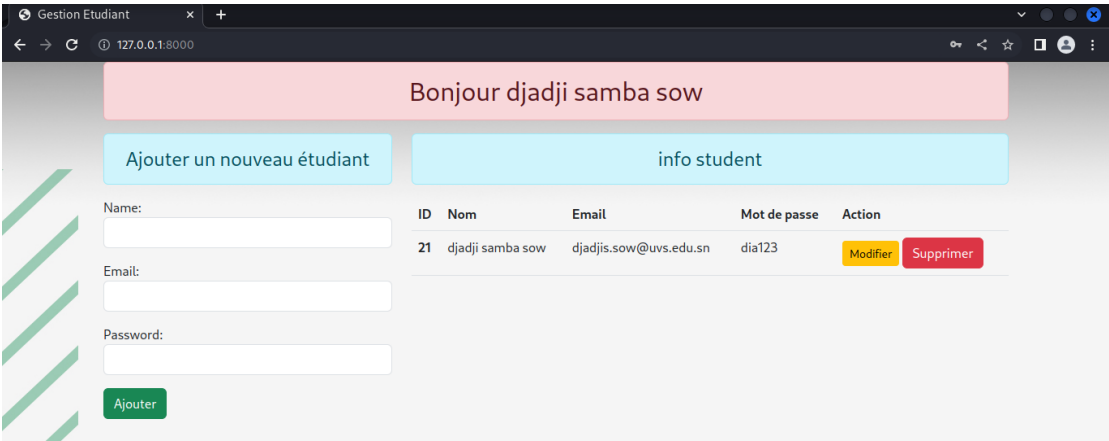 Gestion Etudiant
127.0.0.1:8000
Bonjour djadji samba sow
Ajouter un nouveau étudiant
info student
Name:
Email:
Password:
Ajouter
ID Nom Email Mot de passe Action
21 djadji samba sow djadjis.sow@uvs.edu.sn dia123 Modifier Supprimer